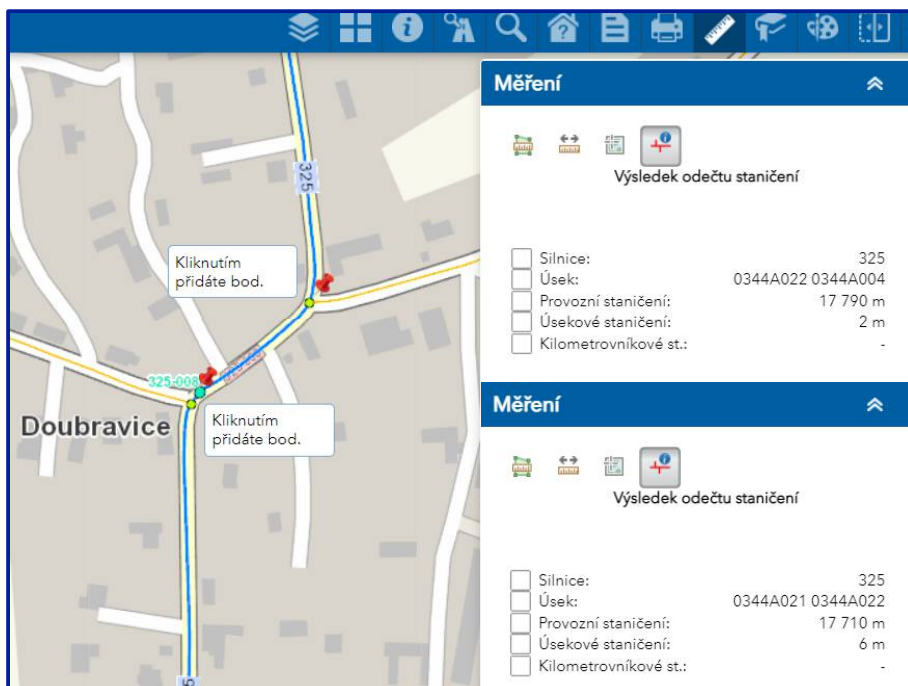 Měření
Výsledek odečtu staničení
Silnice: 325
Úsek: 0344A022 0344A004
Provozní staničení: 17 790 m
Úsekové staničení: 2 m
Kilometrovníkové st.: -
325
Kliknutím
přidáte bod.
325-008
Doubravice
Kliknutím
přidáte bod.
Měření
Výsledek odečtu staničení
Silnice: 325
Úsek: 0344A021 0344A022
Provozní staničení: 17 710 m
Úsekové staničení: 6 m
Kilometrovníkové st.: -